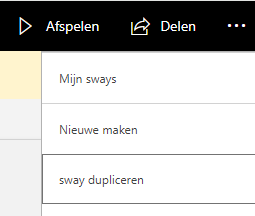 Afspelen Delen ...
Mijn sways
Nieuwe maken
sway dupliceren